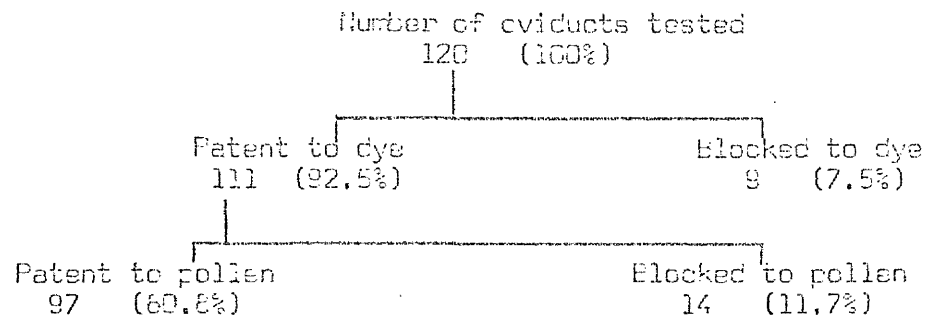 Number of oviducts tested
120 (100%)
Patent to dye Blocked to dye
111 (92.5%) 9 (7.5%)
Patent to pollen Blocked to pollen
97 (80.8%) 14 (11.7%)